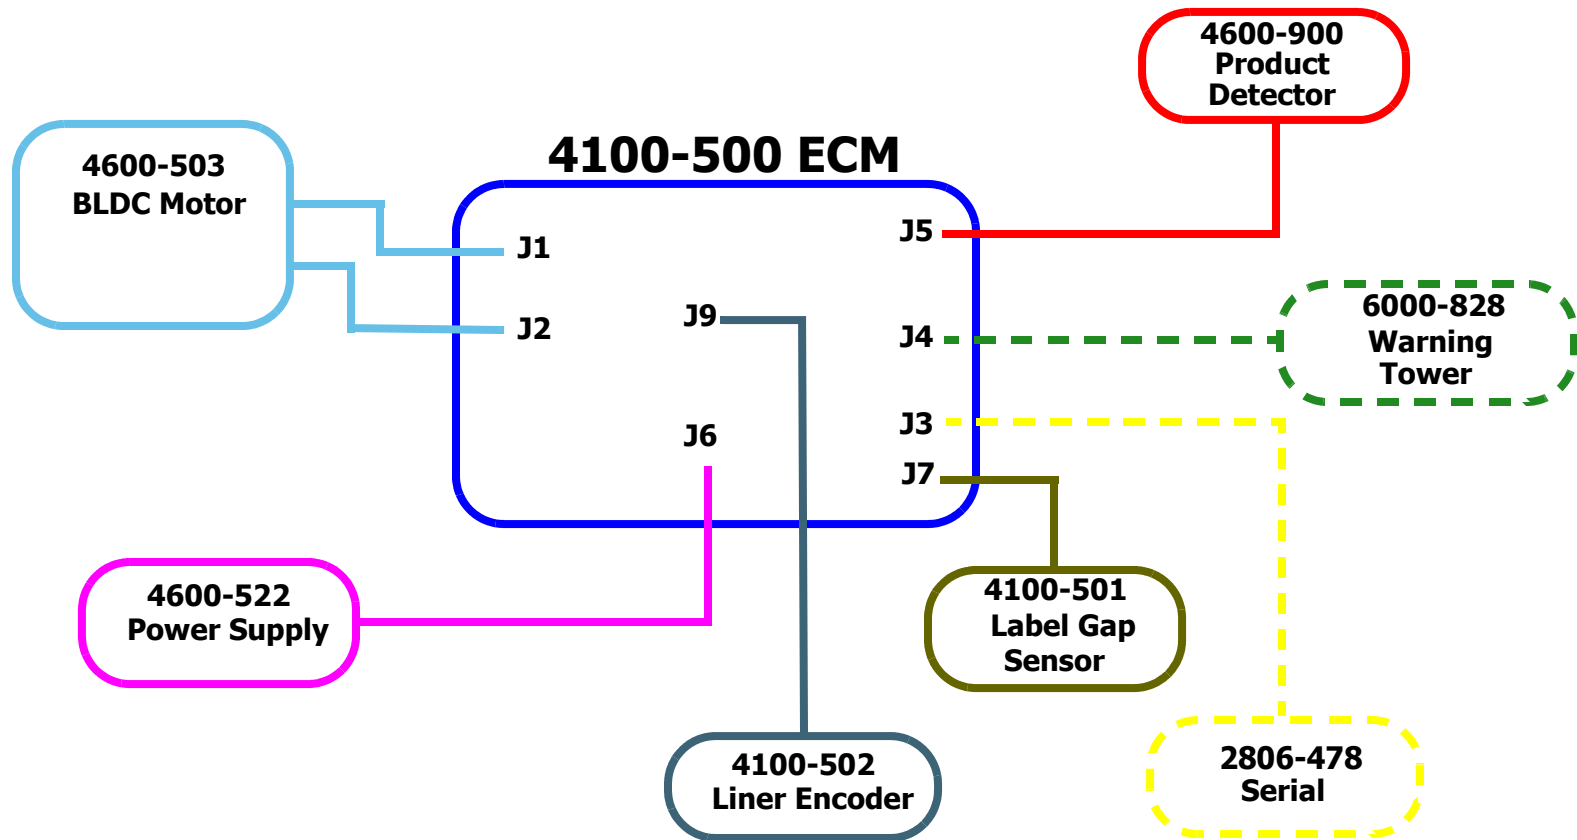 4600-900
Product
Detector
4100-500 ECM
4600-503
BLDC Motor
J1
J2
J9
J6
J5
J4
J3
J7
6000-828
Warning
Tower
4600-522
Power Supply
4100-501
Label Gap
Sensor
4100-502
Liner Encoder
2806-478
Serial